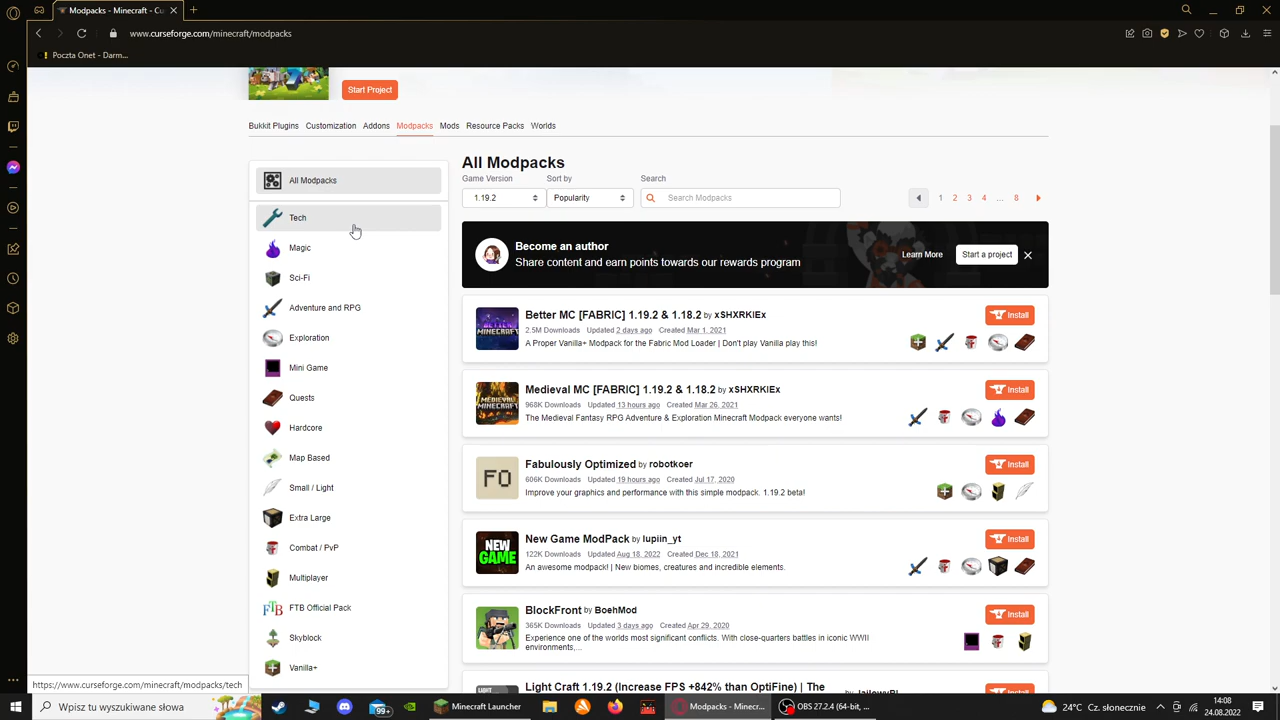 Modpacks - Minecraft - Cur
www.curseforge.com/minecraft/modpacks
Poczta Onet - Darm...
Start Project
Bukkit Plugins Customization Addons Modpacks Mods Resource Packs Worlds
All Modpacks
Tech
Magic
Sci-Fi
Adventure and RPG
Exploration
Mini Game
Quests
Hardcore
Map Based
Small / Light
Extra Large
Combat / PvP
Multiplayer
FTB Official Pack
Skyblock
Vanilla+
All Modpacks
Game Version Sort by Search
1.19.2 Popularity Search Modpacks 1 2 3 4 ... 8
Become an author
Share content and earn points towards our rewards program
Learn More Start a project
Better MC [FABRIC] 1.19.2 & 1.18.2 by xSHXRKIEx Install
2.5M Downloads Updated 2 days ago Created Mar 1, 2021
A Proper Vanilla+ Modpack for the Fabric Mod Loader | Don't play Vanilla play this!
BETTER
MINECRAFT
Medieval MC [FABRIC] 1.19.2 & 1.18.2 by xSHXRKIEx Install
968K Downloads Updated 13 hours ago Created Mar 26, 2021
The Medieval Fantasy RPG Adventure & Exploration Minecraft Modpack everyone wants!
MEDIEVAL
MINECRAFT
Fabulously Optimized by robotkoer Install
606K Downloads Updated 19 hours ago Created Jul 17, 2020
Improve your graphics and performance with this simple modpack. 1.19.2 beta!
FO
New Game ModPack by lupiin_yt Install
122K Downloads Updated Aug 18, 2022 Created Dec 18, 2021
An awesome modpack! | New biomes, creatures and incredible elements.
NEW
GAME
BlockFront by BoehMod Install
365K Downloads Updated 3 days ago Created Apr 29, 2020
Experience one of the worlds most significant conflicts. With close-quarters battles in iconic WWII
environments,...
Light Craft 1.19.2 (Increase FPS +842% than OptiFine) | The
LIGHT
FTB
https://www.curseforge.com/minecraft/modpacks/tech
Wpisz tu wyszukiwane słowa
99+
Minecraft Launcher
Modpacks - Minecr...
OBS 27.2.4 (64-bit, ...
24°C Cz. słonecznie
14:08
24.08.2022